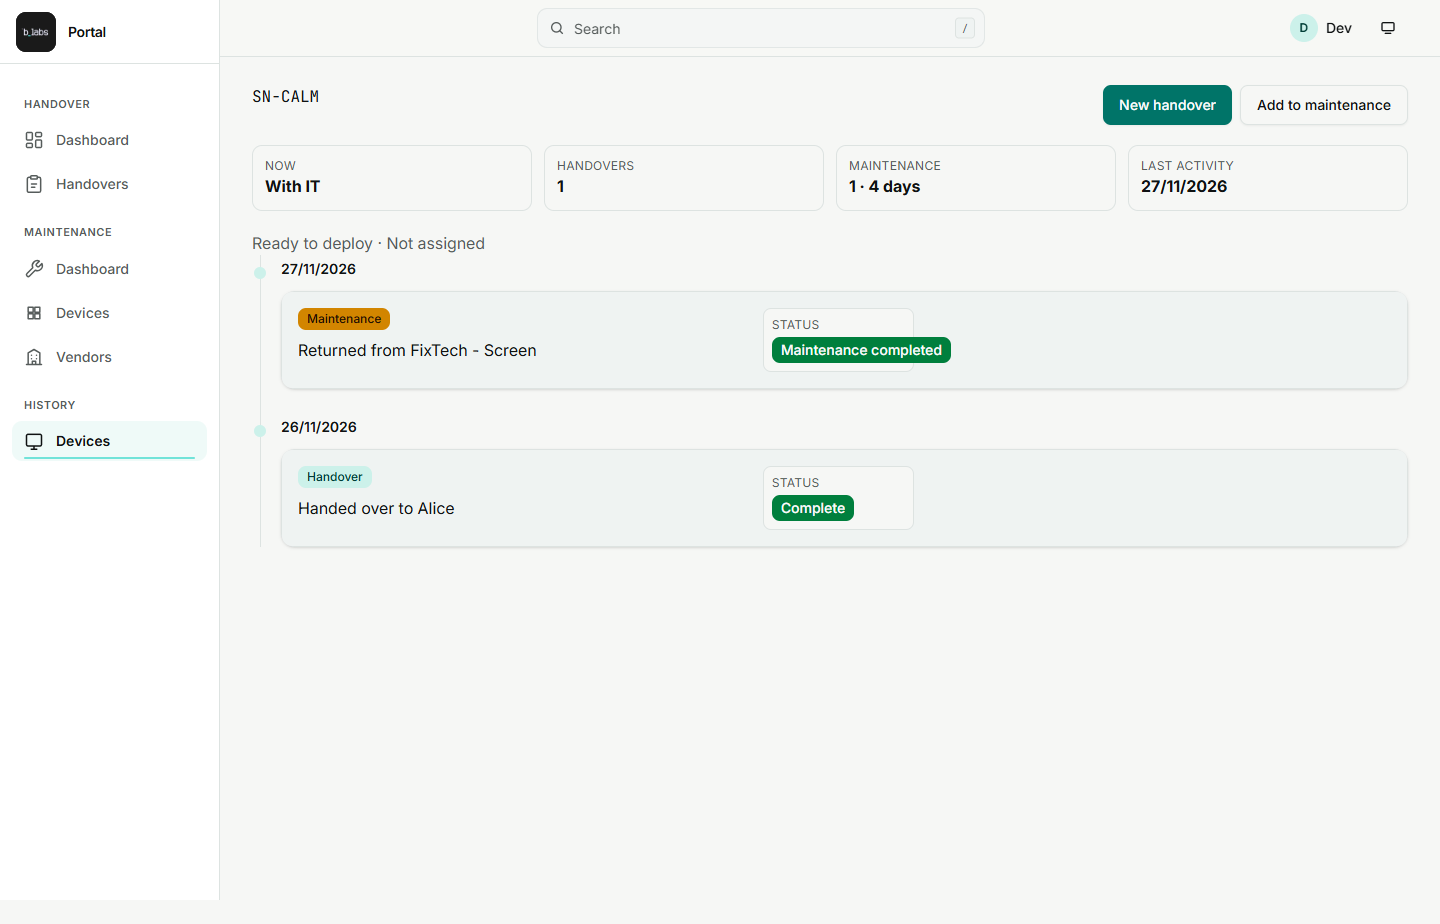 b_labs
Portal
Search
/
D
Dev
HANDOVER
Dashboard
Handovers
MAINTENANCE
Dashboard
Devices
Vendors
HISTORY
Devices
SN-CALM
New handover
Add to maintenance
NOW
With IT
HANDOVERS
1
MAINTENANCE
1 · 4 days
LAST ACTIVITY
27/11/2026
Ready to deploy · Not assigned
27/11/2026
Maintenance
Returned from FixTech - Screen
STATUS
Maintenance completed
26/11/2026
Handover
Handed over to Alice
STATUS
Complete